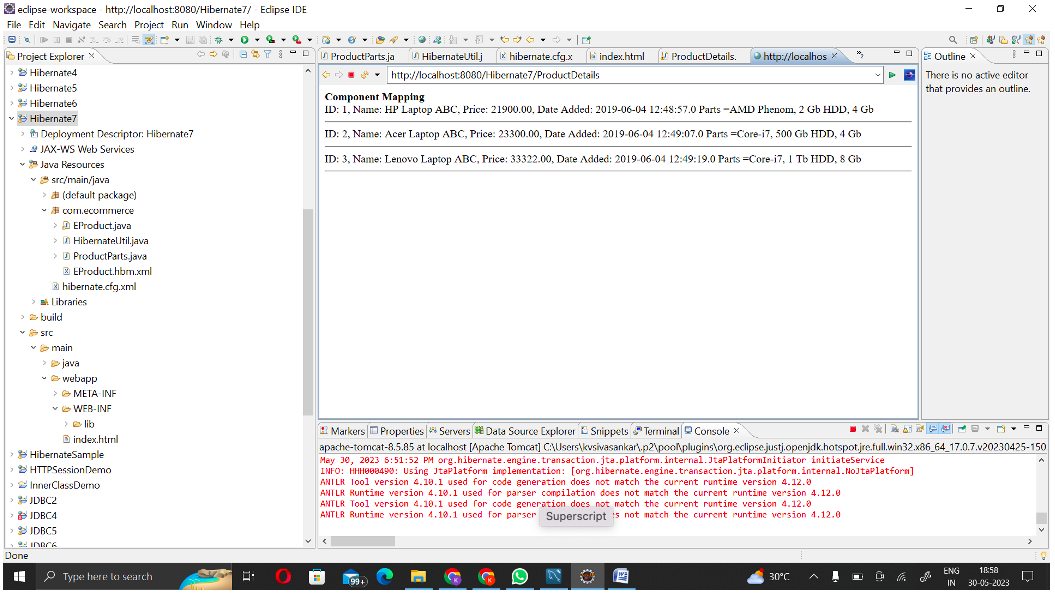 eclipse workspace - http://localhost:8080/Hibernate7/ - Eclipse IDE
File Edit Navigate Search Project Run Window Help
Project Explorer
Hibernate4
Hibernate5
Hibernate6
Hibernate7
Deployment Descriptor: Hibernate7
JAX-WS Web Services
Java Resources
src/main/java
(default package)
com.ecommerce
EProduct.java
HibernateUtil.java
ProductParts.java
EProduct.hbm.xml
hibernate.cfg.xml
Libraries
build
src
main
java
webapp
META-INF
WEB-INF
lib
index.html
HibernateSample
HTTPSessionDemo
InnerClassDemo
JDBC2
JDBC4
JDBC5
JDBC6
ProductParts.ja HibernateUtil.j hibernate.cfg.x index.html ProductDetails. http://localhos
http://localhost:8080/Hibernate7/ProductDetails
Component Mapping
ID: 1, Name: HP Laptop ABC, Price: 21900.00, Date Added: 2019-06-04 12:48:57.0 Parts =AMD Phenom, 2 Gb HDD, 4 Gb
ID: 2, Name: Acer Laptop ABC, Price: 23300.00, Date Added: 2019-06-04 12:49:07.0 Parts =Core-i7, 500 Gb HDD, 4 Gb
ID: 3, Name: Lenovo Laptop ABC, Price: 33322.00, Date Added: 2019-06-04 12:49:19.0 Parts =Core-i7, 1 Tb HDD, 8 Gb
Outline
There is no active editor
that provides an outline.
Markers Properties Servers Data Source Explorer Snippets Terminal Console
apache-tomcat-8.5.85 at localhost [Apache Tomcat] C:\Users\kvsivasankar\.p2\pool\plugins\org.eclipse.justj.openjdk.hotspot.jre.full.win32.x86_64_17.0.7.v20230425-150
May 30, 2023 6:51:52 PM org.hibernate.engine.transaction.jta.platform.internal.JtaPlatformInitiator initiateService
INFO: HHH000490: Using JtaPlatform implementation: [org.hibernate.engine.transaction.jta.platform.internal.NoJtaPlatform]
ANTLR Tool version 4.10.1 used for code generation does not match the current runtime version 4.12.0
ANTLR Runtime version 4.10.1 used for parser compilation does not match the current runtime version 4.12.0
ANTLR Tool version 4.10.1 used for code generation does not match the current runtime version 4.12.0
ANTLR Runtime version 4.10.1 used for parser s not match the current runtime version 4.12.0
Superscript
Done
Type here to search
99+
30°C
ENG
IN
18:58
30-05-2023